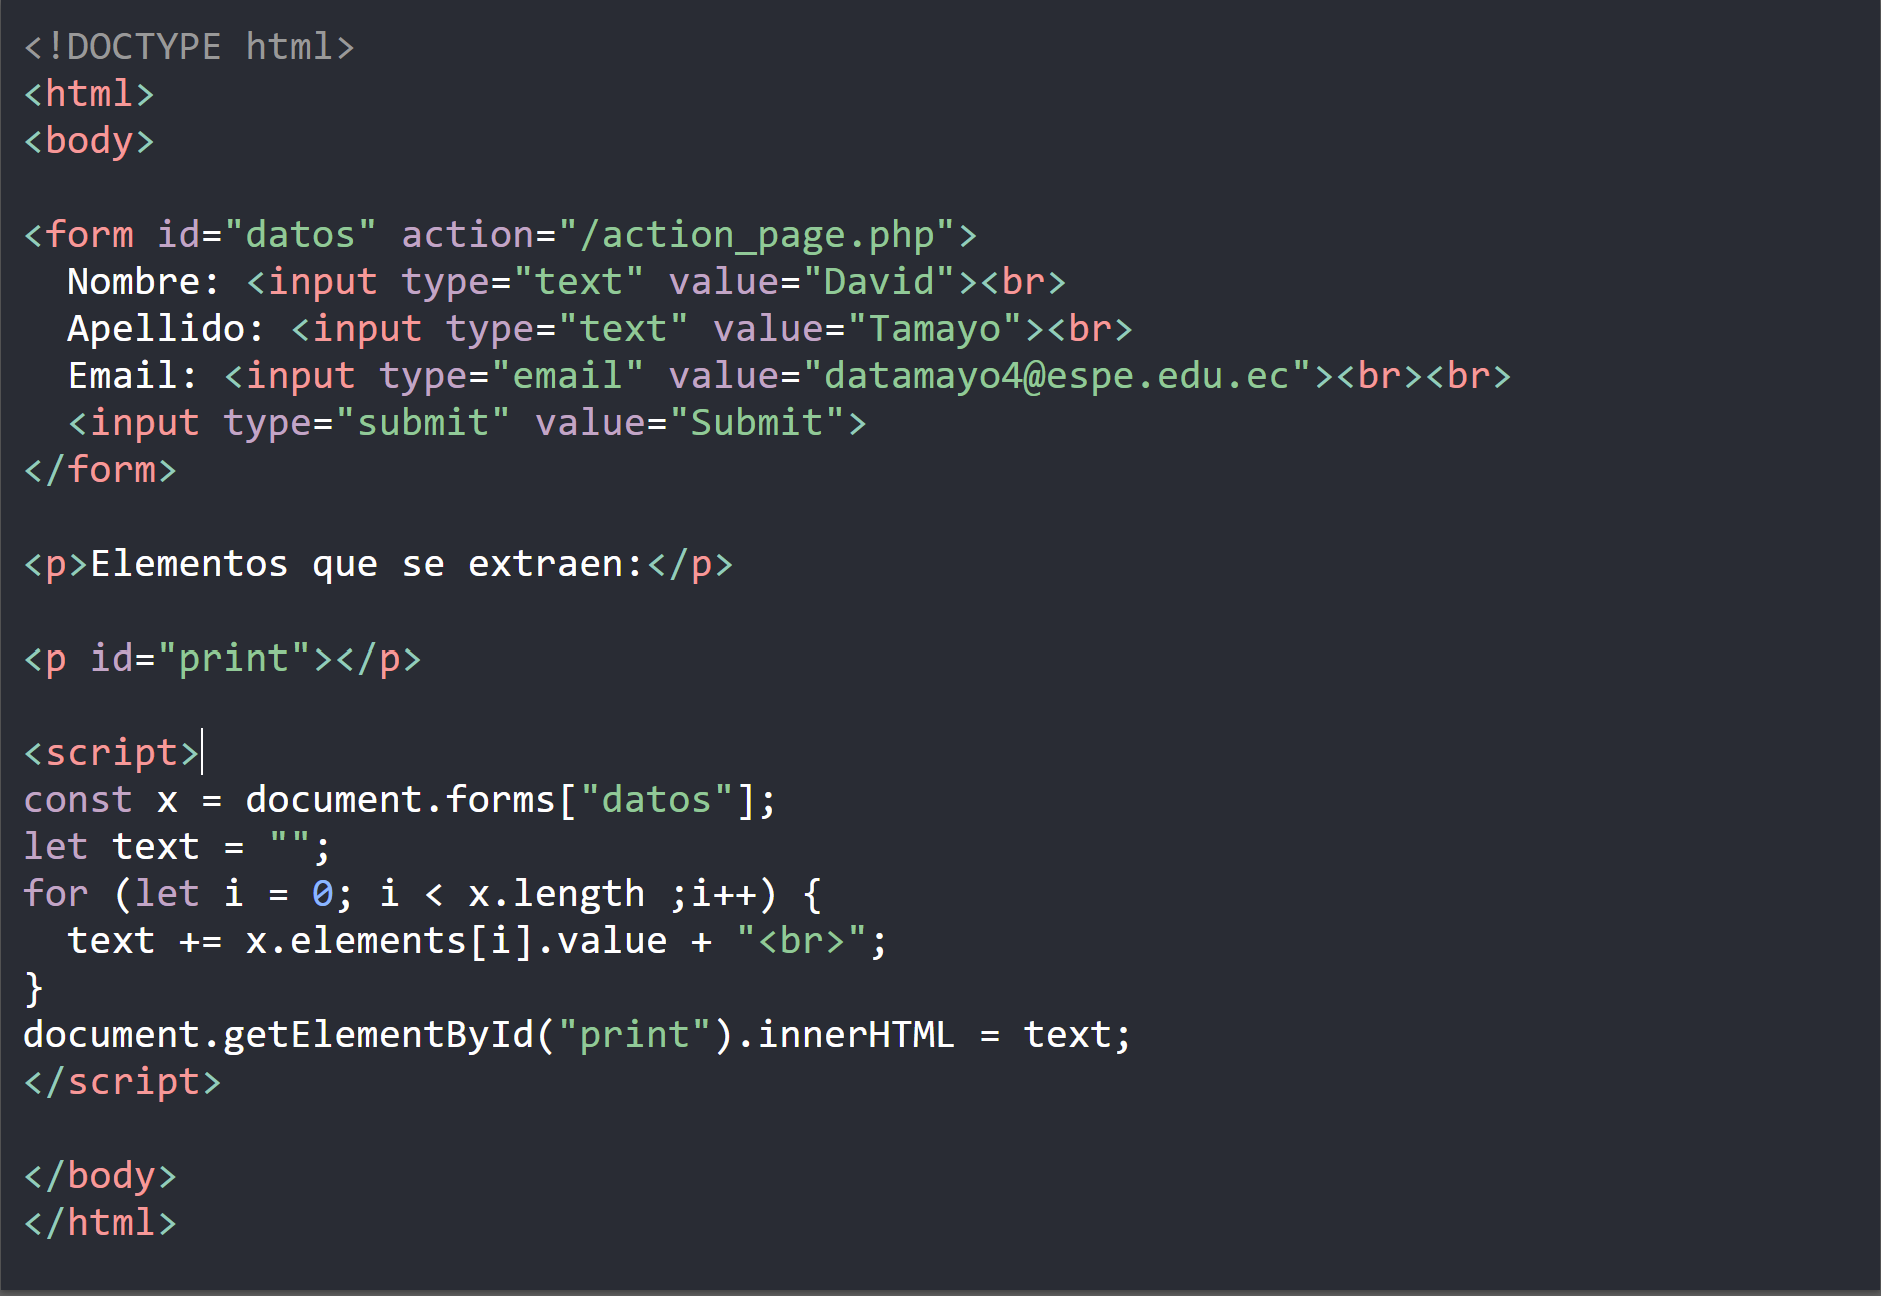 <!DOCTYPE html>
<html>
<body>
<form id="datos" action="/action_page.php">
  Nombre: <input type="text" value="David"><br>
  Apellido: <input type="text" value="Tamayo"><br>
  Email: <input type="email" value="datamayo4@espe.edu.ec"><br><br>
  <input type="submit" value="Submit">
</form>
<p>Elementos que se extraen:</p>
<p id="print"></p>
<script>
const x = document.forms["datos"];
let text = "";
for (let i = 0; i < x.length ;i++) {
  text += x.elements[i].value + "<br>";
}
document.getElementById("print").innerHTML = text;
</script>
</body>
</html>